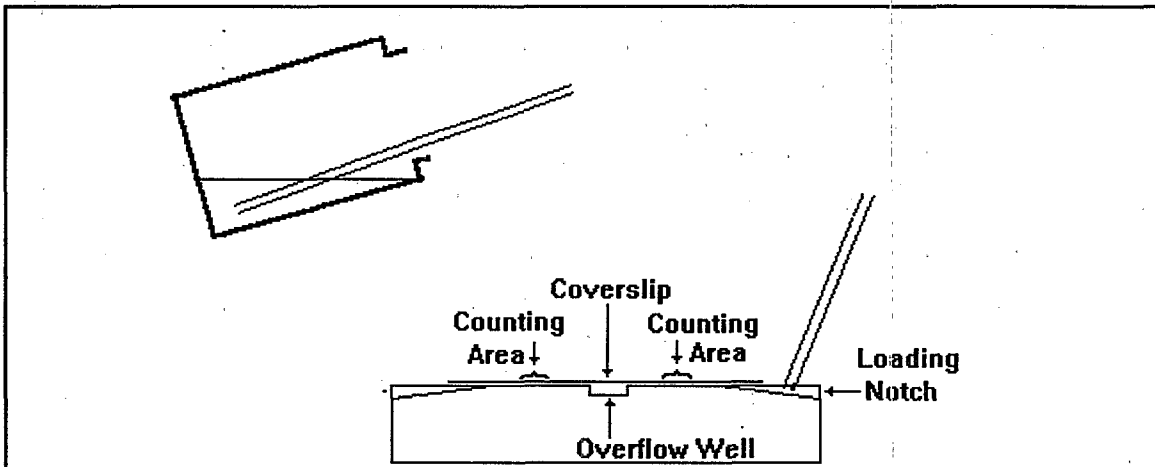 Coverslip
Counting
Area
Counting
Area
Loading
Notch
Overflow Well